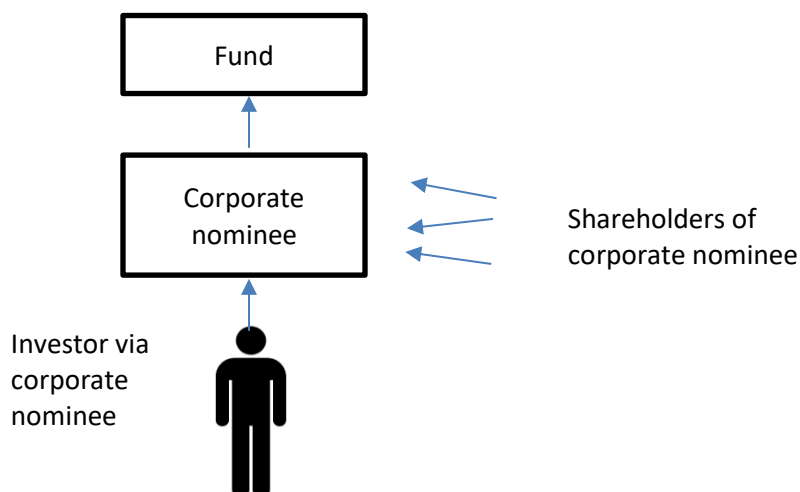 Fund
Corporate
nominee
Shareholders of
corporate nominee
Investor via
corporate
nominee